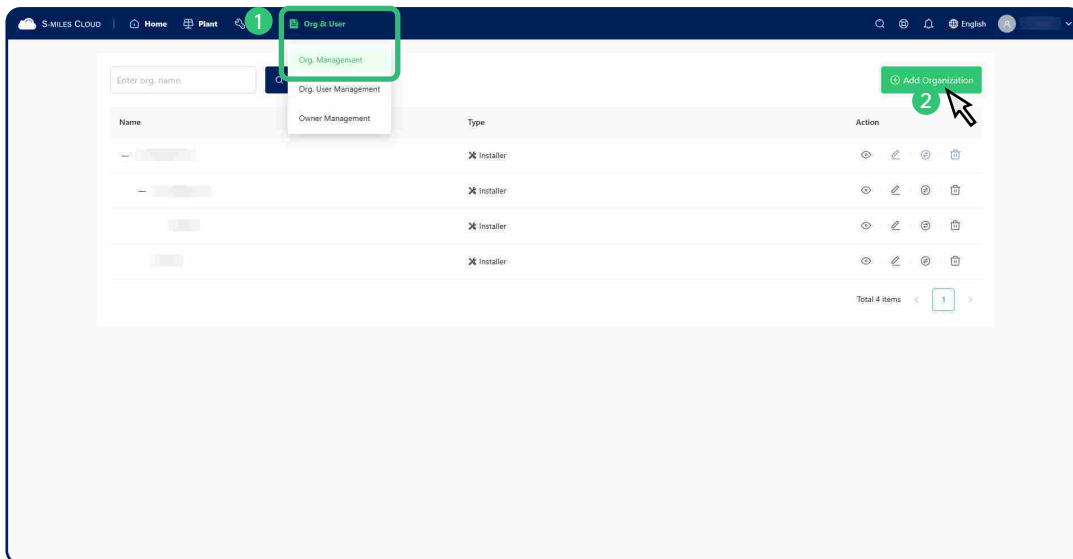 S-MILES CLOUD Home Plant 1 Org & User English
Org. Management
Enter org. name. Add Organization
2
Org. User Management
Owner Management
Name Type Action
Installer
Installer
Installer
Installer
Total 4 items < 1 >